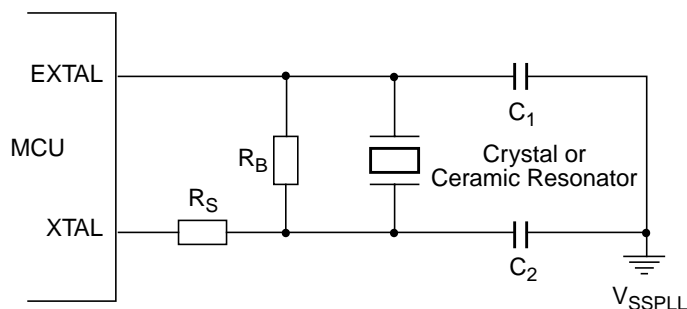 EXTAL
C1
MCU
RB
Crystal or
Ceramic Resonator
RS
XTAL
C2
VSSPLL